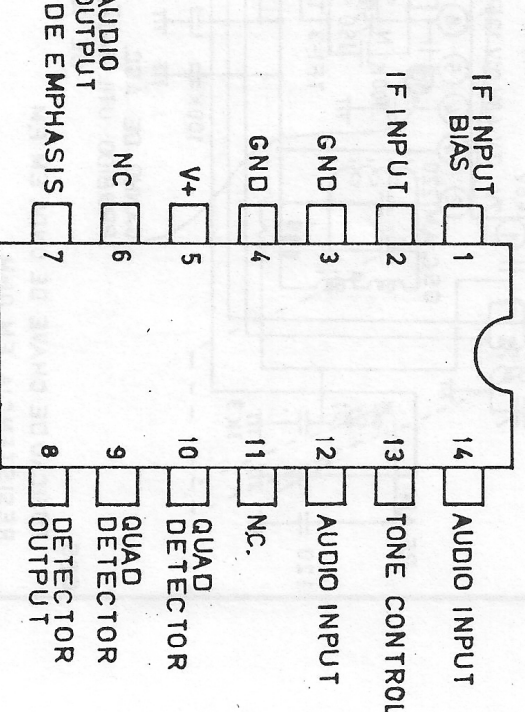 IF INPUT
BIAS
1
14
AUDIO INPUT
IF INPUT
2
13
TONE CONTROL
GND
3
12
AUDIO INPUT
GND
4
11
N.C.
V+
5
10
QUAD
DETECTOR
NC
6
9
QUAD
DETECTOR
AUDIO
OUTPUT
DE EMPHASIS
7
8
DETECTOR
OUTPUT